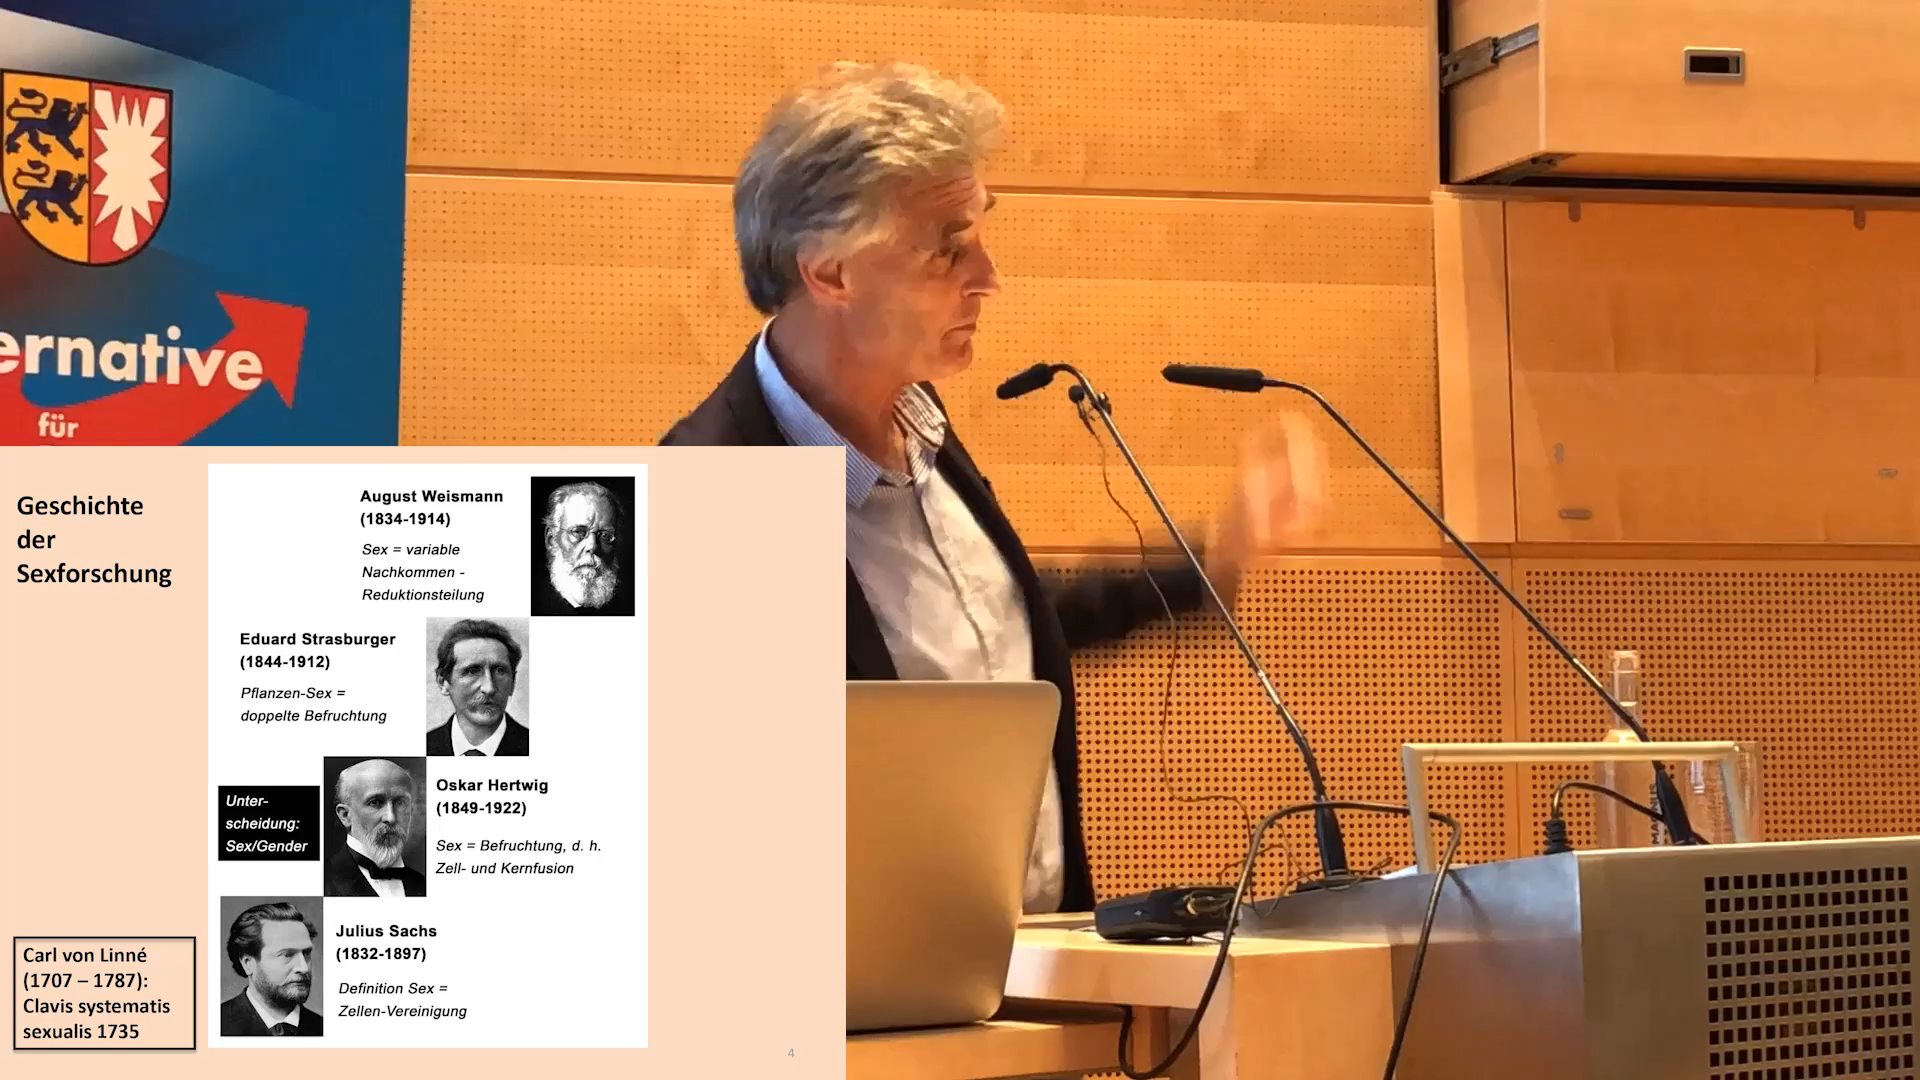 ernative
für
Geschichte
der
Sexforschung
August Weismann
(1834-1914)
Sex = variable
Nachkommen -
Reduktionsteilung
Eduard Strasburger
(1844-1912)
Pflanzen-Sex =
doppelte Befruchtung
Unter-
scheidung:
Sex/Gender
Oskar Hertwig
(1849-1922)
Sex = Befruchtung, d. h.
Zell- und Kernfusion
Julius Sachs
(1832-1897)
Definition Sex =
Zellen-Vereinigung
Carl von Linné
(1707 – 1787):
Clavis systematis
sexualis 1735
4